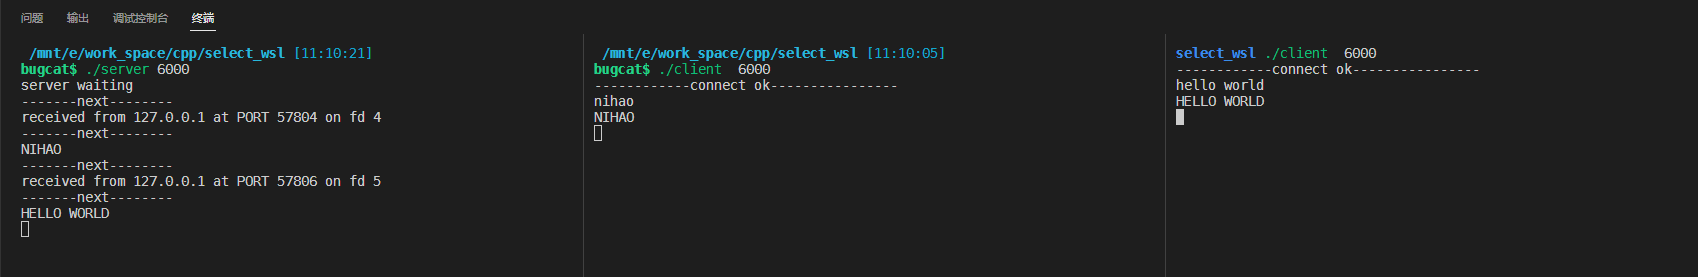 问题 输出 调试控制台 终端
/mnt/e/work_space/cpp/select_wsl [11:10:21]
bugcat$ ./server 6000
server waiting
-------next--------
received from 127.0.0.1 at PORT 57804 on fd 4
-------next--------
NIHAO
-------next--------
received from 127.0.0.1 at PORT 57806 on fd 5
-------next--------
HELLO WORLD
/mnt/e/work_space/cpp/select_wsl [11:10:05]
bugcat$ ./client  6000
------------connect ok----------------
nihao
NIHAO
select_wsl ./client  6000
------------connect ok----------------
hello world
HELLO WORLD